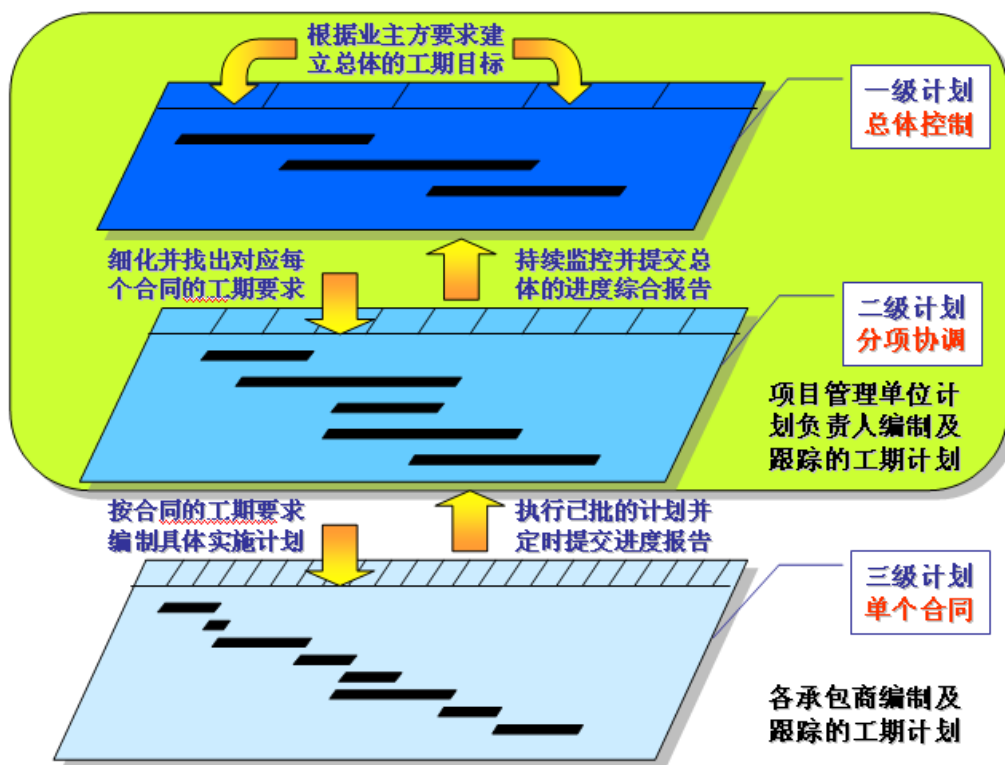 根据业主方要求建
立总体的工期目标
一级计划
总体控制
细化并找出对应每
个合同的工期要求
持续监控并提交总
体的进度综合报告
二级计划
分项协调
项目管理单位计
划负责人编制及
跟踪的工期计划
按合同的工期要求
编制具体实施计划
执行已批的计划并
定时提交进度报告
三级计划
单个合同
各承包商编制及
跟踪的工期计划